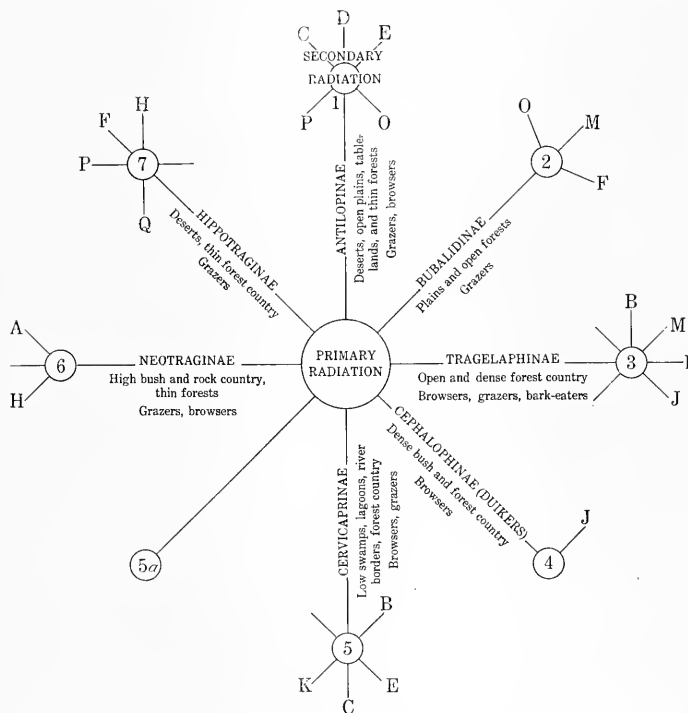 D
C
E
SECONDARY
RADIATION
1
P
O
ANTILOPINAE
Deserts, open plains, table-
lands, and thin forests
Grazers, browsers
O
M
2
F
BUBALIDINAE
Plains and open forests
Grazers
H
F
P
7
Q
HIPPOTRAGINAE
Deserts, thin forest country
Grazers
PRIMARY
RADIATION
B
M
3
J
TRAGELAPHINAE
Open and dense forest country
Browsers, grazers, bark-eaters
A
6
H
NEOTRAGINAE
High bush and rock country,
thin forests
Grazers, browsers
CEPHALOPHINAE (DUIKERS)
Dense bush and forest country
Browsers
J
4
5a
CERVICAPRINAE
Low swamps, lagoons, river
borders, forest country
Browsers, grazers
B
5
K
E
C